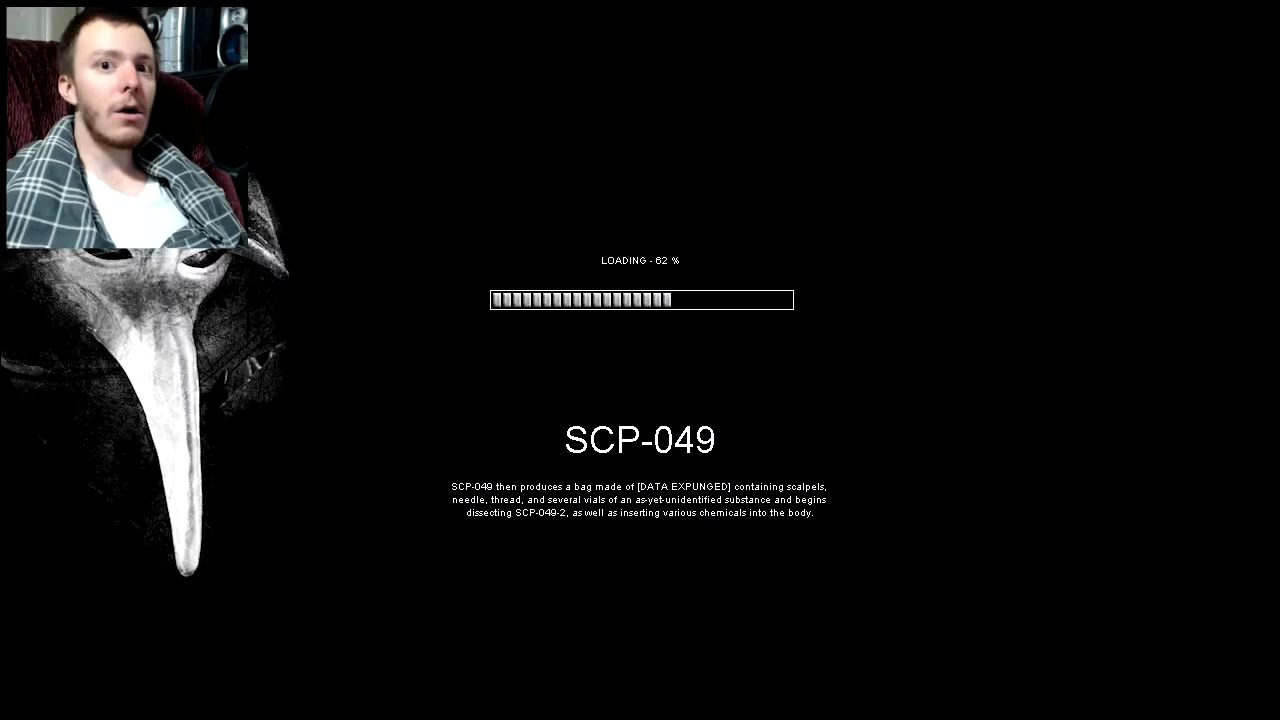 LOADING - 62 %
SCP-049
SCP-049 then produces a bag made of [DATA EXPUNGED] containing scalpels,
needle, thread, and several vials of an as-yet-unidentified substance and begins
dissecting SCP-049-2, as well as inserting various chemicals into the body.